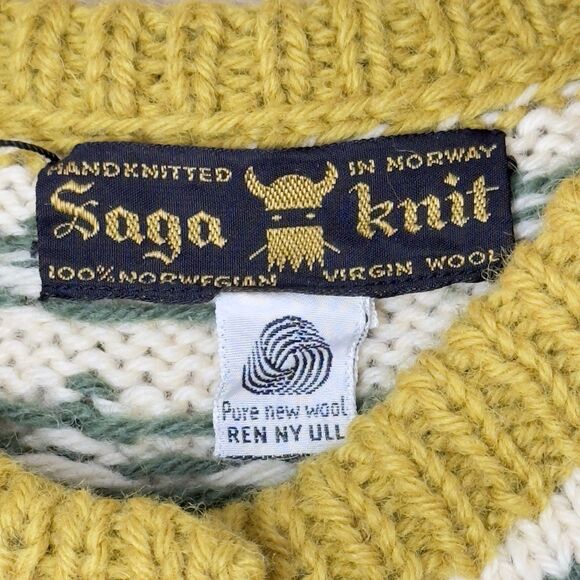 HANDKNITTED IN NORWAY
Saga knit
100% NORWEGIAN VIRGIN WOOL
Pure new wool
REN NY ULL